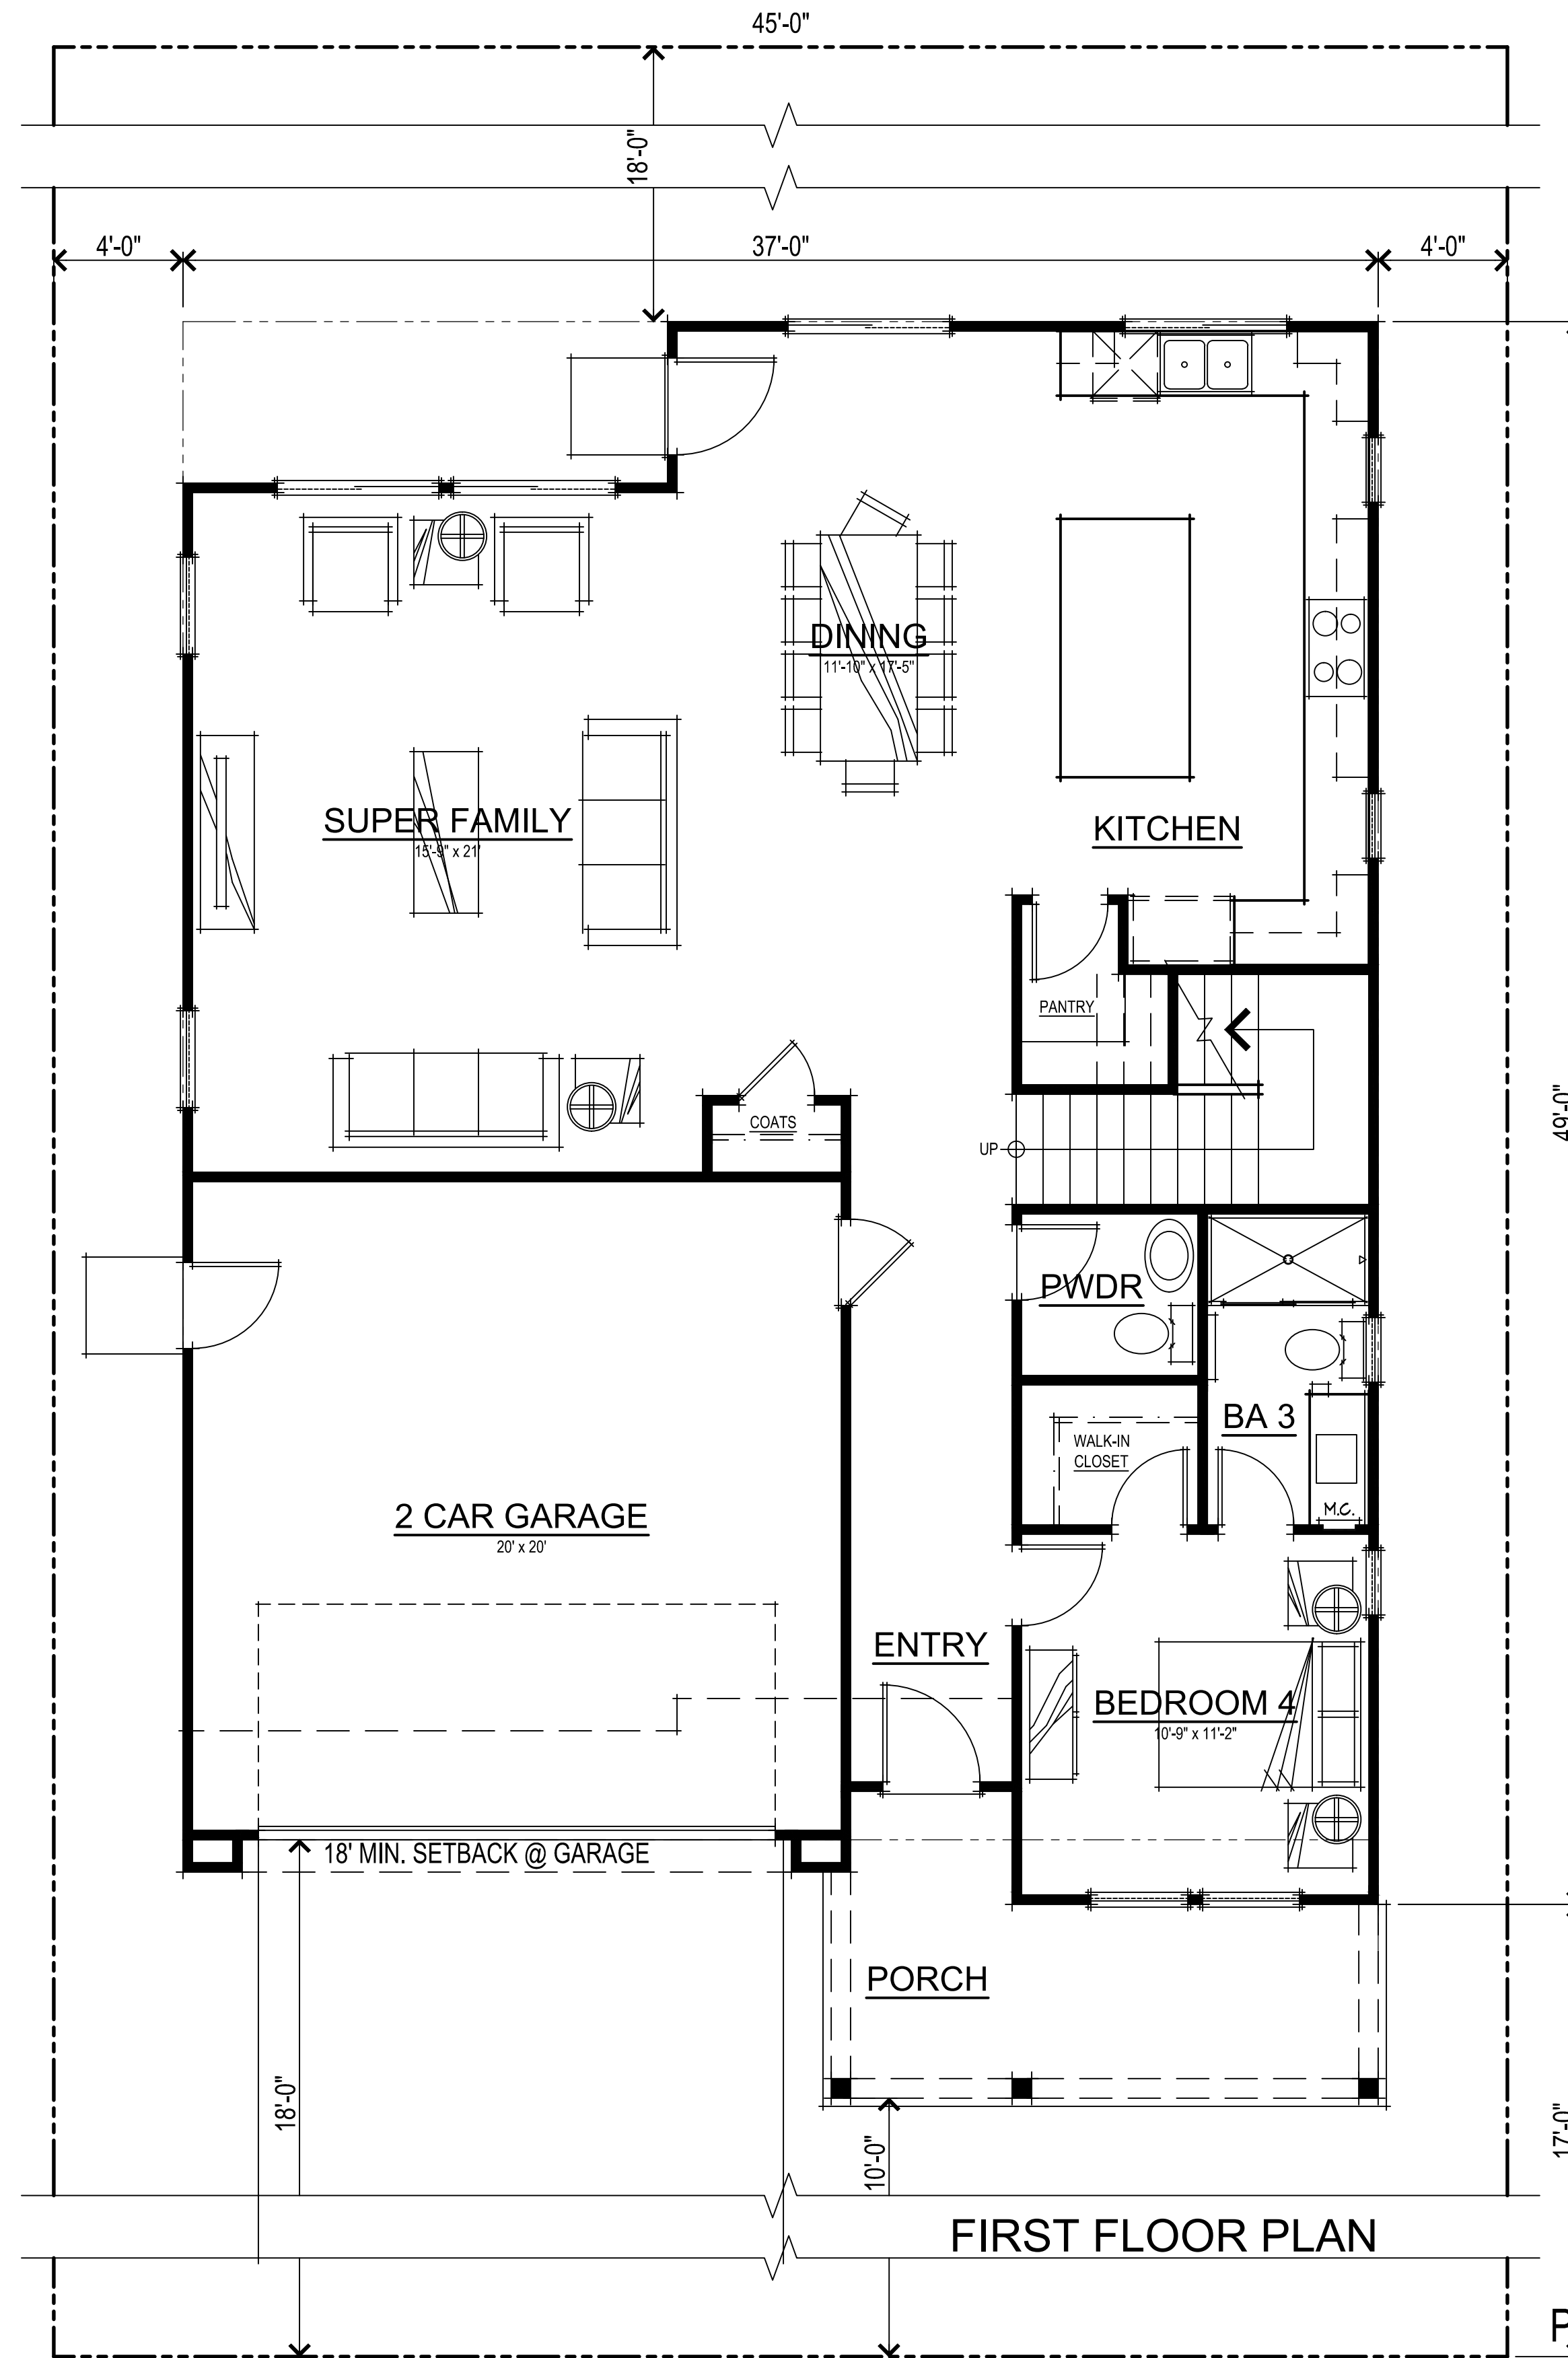 45'-0"
18'-0"
4'-0"
37'-0"
4'-0"
DINING
11'-10" x 17'-5"
SUPER FAMILY
15'-9" x 21'
KITCHEN
PANTRY
COATS
UP
49'-0"
PWDR
BA 3
WALK-IN
CLOSET
M.C.
2 CAR GARAGE
20' x 20'
ENTRY
BEDROOM 4
10'-9" x 11'-2"
18' MIN. SETBACK @ GARAGE
PORCH
18'-0"
10'-0"
17'-0"
FIRST FLOOR PLAN